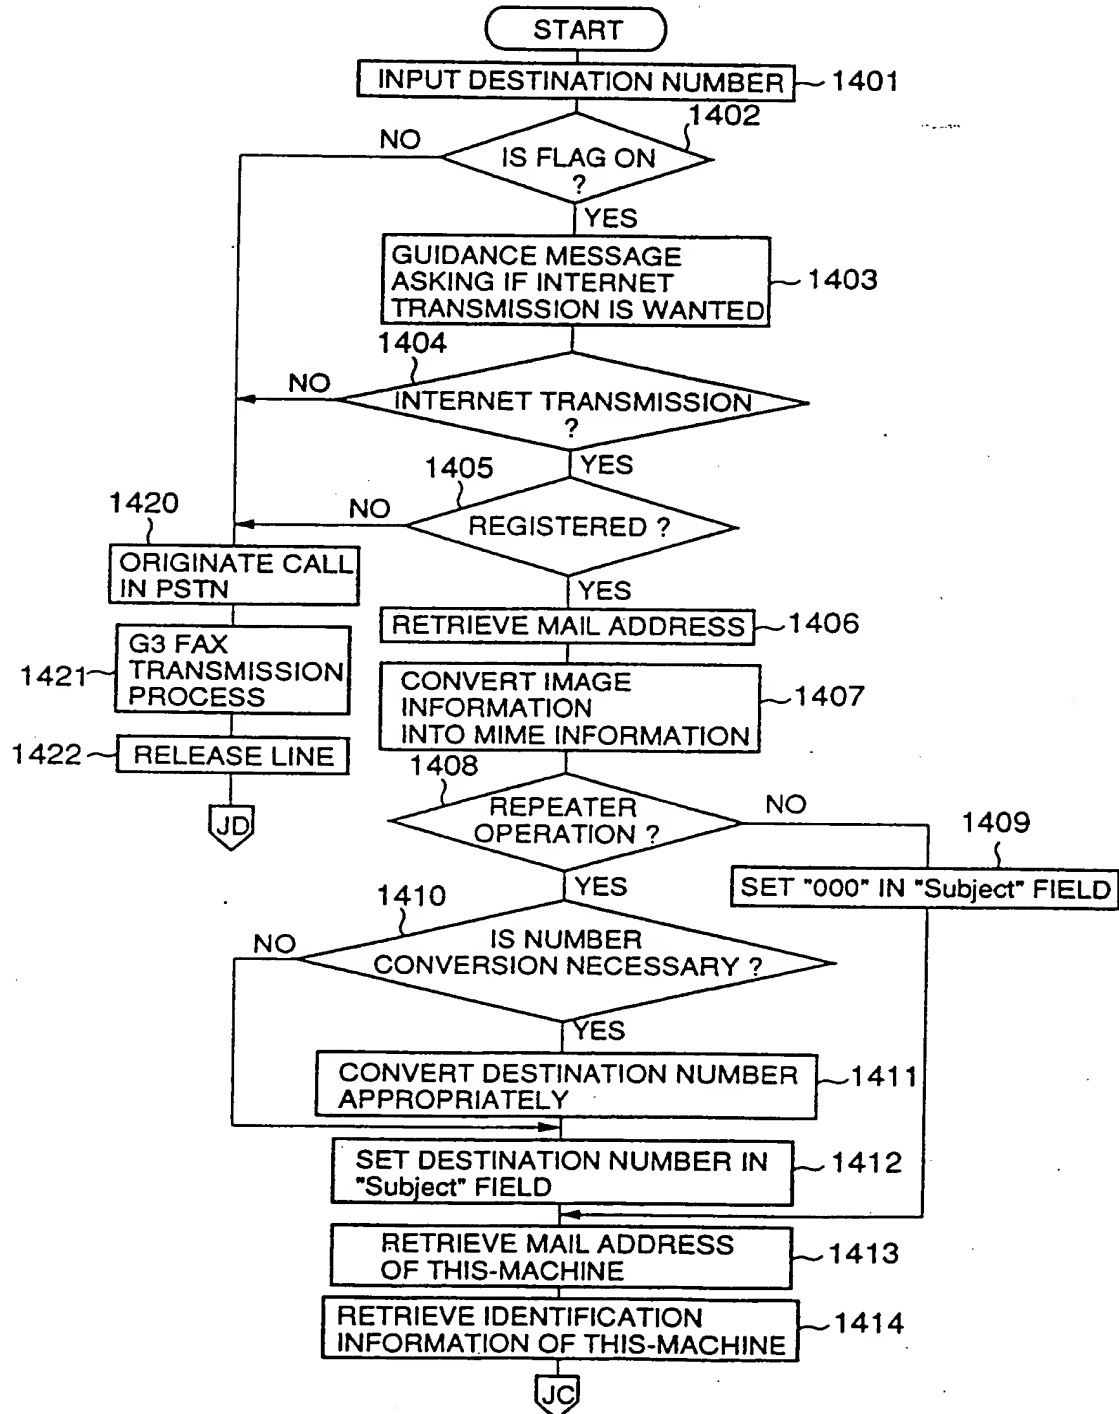 START
INPUT DESTINATION NUMBER
1401
1402
NO
IS FLAG ON
?
YES
GUIDANCE MESSAGE
ASKING IF INTERNET
TRANSMISSION IS WANTED
1403
1404
NO
INTERNET TRANSMISSION
?
YES
1405
NO
REGISTERED ?
YES
1420
ORIGINATE CALL
IN PSTN
1421
G3 FAX
TRANSMISSION
PROCESS
1422
RELEASE LINE
JD
RETRIEVE MAIL ADDRESS
1406
CONVERT IMAGE
INFORMATION
INTO MIME INFORMATION
1407
1408
REPEATER
OPERATION ?
NO
1409
SET "000" IN "Subject" FIELD
YES
1410
NO
IS NUMBER
CONVERSION NECESSARY ?
YES
CONVERT DESTINATION NUMBER
APPROPRIATELY
1411
SET DESTINATION NUMBER IN
"Subject" FIELD
1412
RETRIEVE MAIL ADDRESS
OF THIS-MACHINE
1413
RETRIEVE IDENTIFICATION
INFORMATION OF THIS-MACHINE
1414
JC